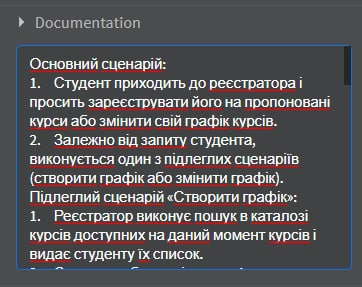 Documentation
Основний сценарій:
1. Студент приходить до реєстратора і
просить зареєструвати його на пропоновані
курси або змінити свій графік курсів.
2. Залежно від запиту студента,
виконується один з підлеглих сценаріїв
(створити графік або змінити графік).
Підлеглий сценарій «Створити графік»:
1. Реєстратор виконує пошук в каталозі
курсів доступних на даний момент курсів і
видає студенту їх список.